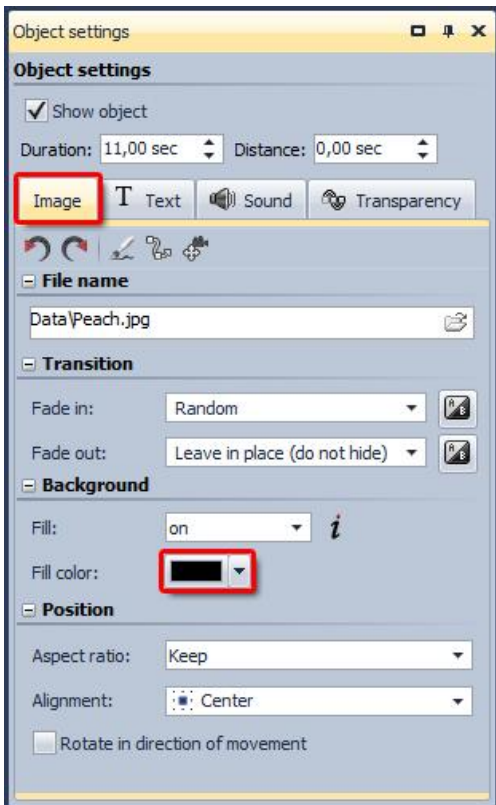 Object settings
Object settings
Show object
Duration: 11,00 sec Distance: 0,00 sec
Image Text Sound Transparency
File name
Data\Peach.jpg
Transition
Fade in: Random
Fade out: Leave in place (do not hide)
Background
Fill: on
Fill color:
Position
Aspect ratio: Keep
Alignment: Center
Rotate in direction of movement